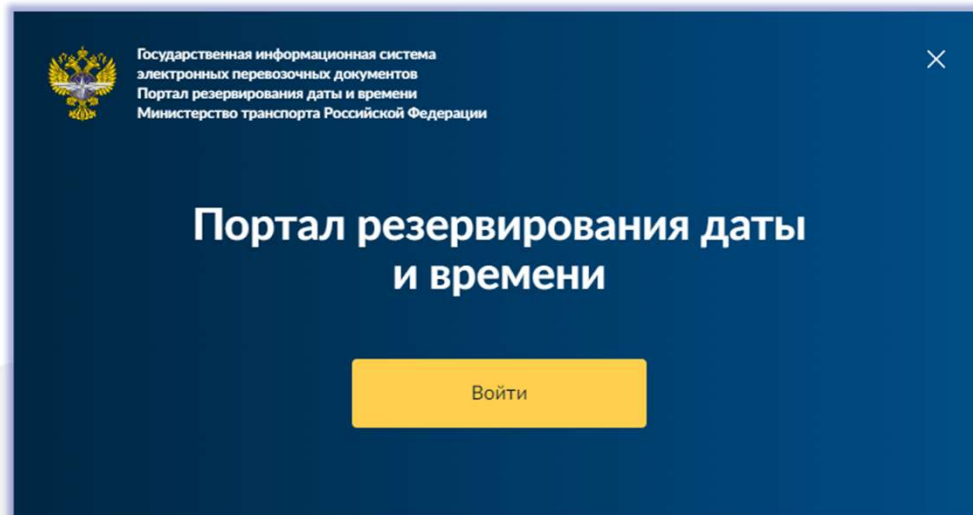 Государственная информационная система
электронных перевозочных документов
Портал резервирования даты и времени
Министерство транспорта Российской Федерации
Портал резервирования даты
и времени
Войти